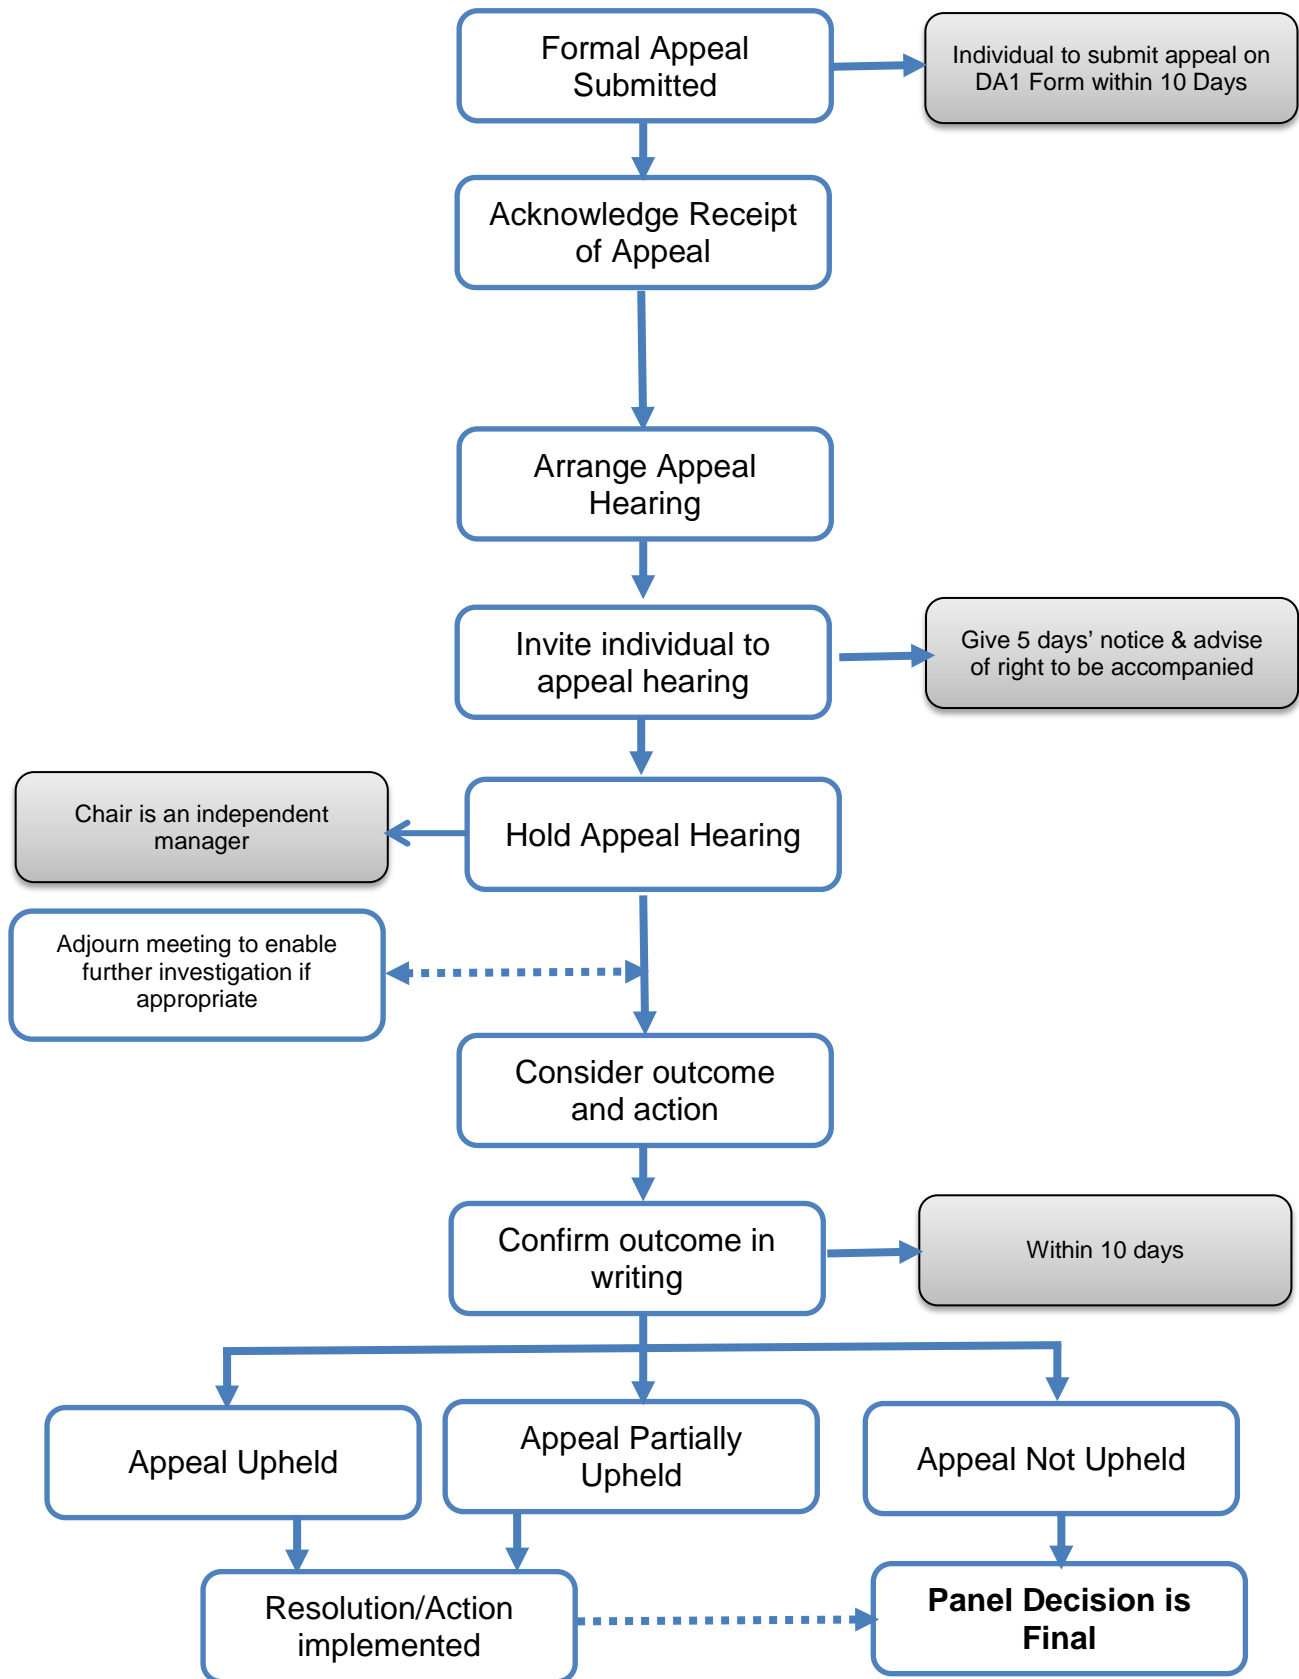 Formal Appeal
Submitted
Individual to submit appeal on
DA1 Form within 10 Days
Acknowledge Receipt
of Appeal
Arrange Appeal
Hearing
Invite individual to
appeal hearing
Give 5 days’ notice & advise
of right to be accompanied
Chair is an independent
manager
Hold Appeal Hearing
Adjourn meeting to enable
further investigation if
appropriate
Consider outcome
and action
Confirm outcome in
writing
Within 10 days
Appeal Upheld
Appeal Partially
Upheld
Appeal Not Upheld
Resolution/Action
implemented
Panel Decision is
Final